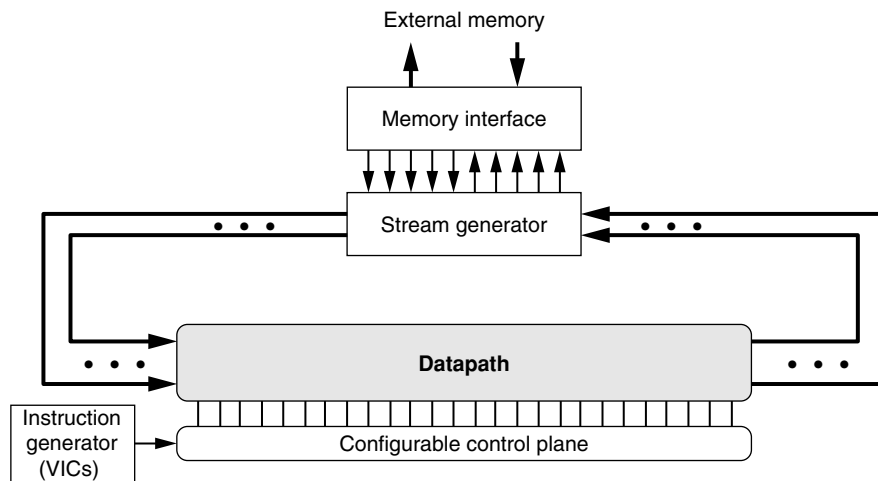 External memory
Memory interface
Stream generator
Datapath
Instruction
generator
(VICs)
Configurable control plane